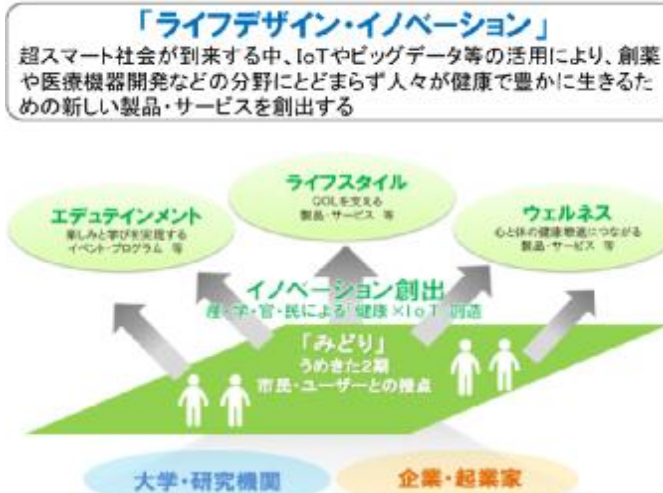 「ライフデザイン・イノベーション」
超スマート社会が到来する中、IoTやビッグデータ等の活用により、創薬
や医療機器開発などの分野にとどまらず人々が健康で豊かに生きるた
めの新しい製品・サービスを創出する
ライフスタイル
QOLを支える
製品・サービス 等
エデュテインメント
楽しみと学びを実現する
イベント・プログラム 等
ウェルネス
心と体の健康増進につながる
製品・サービス 等
イノベーション創出
産・学・官・民による「健康×IoT」創造
「みどり」
うめきた2期
市民・ユーザーとの接点
大学・研究機関
企業・起業家